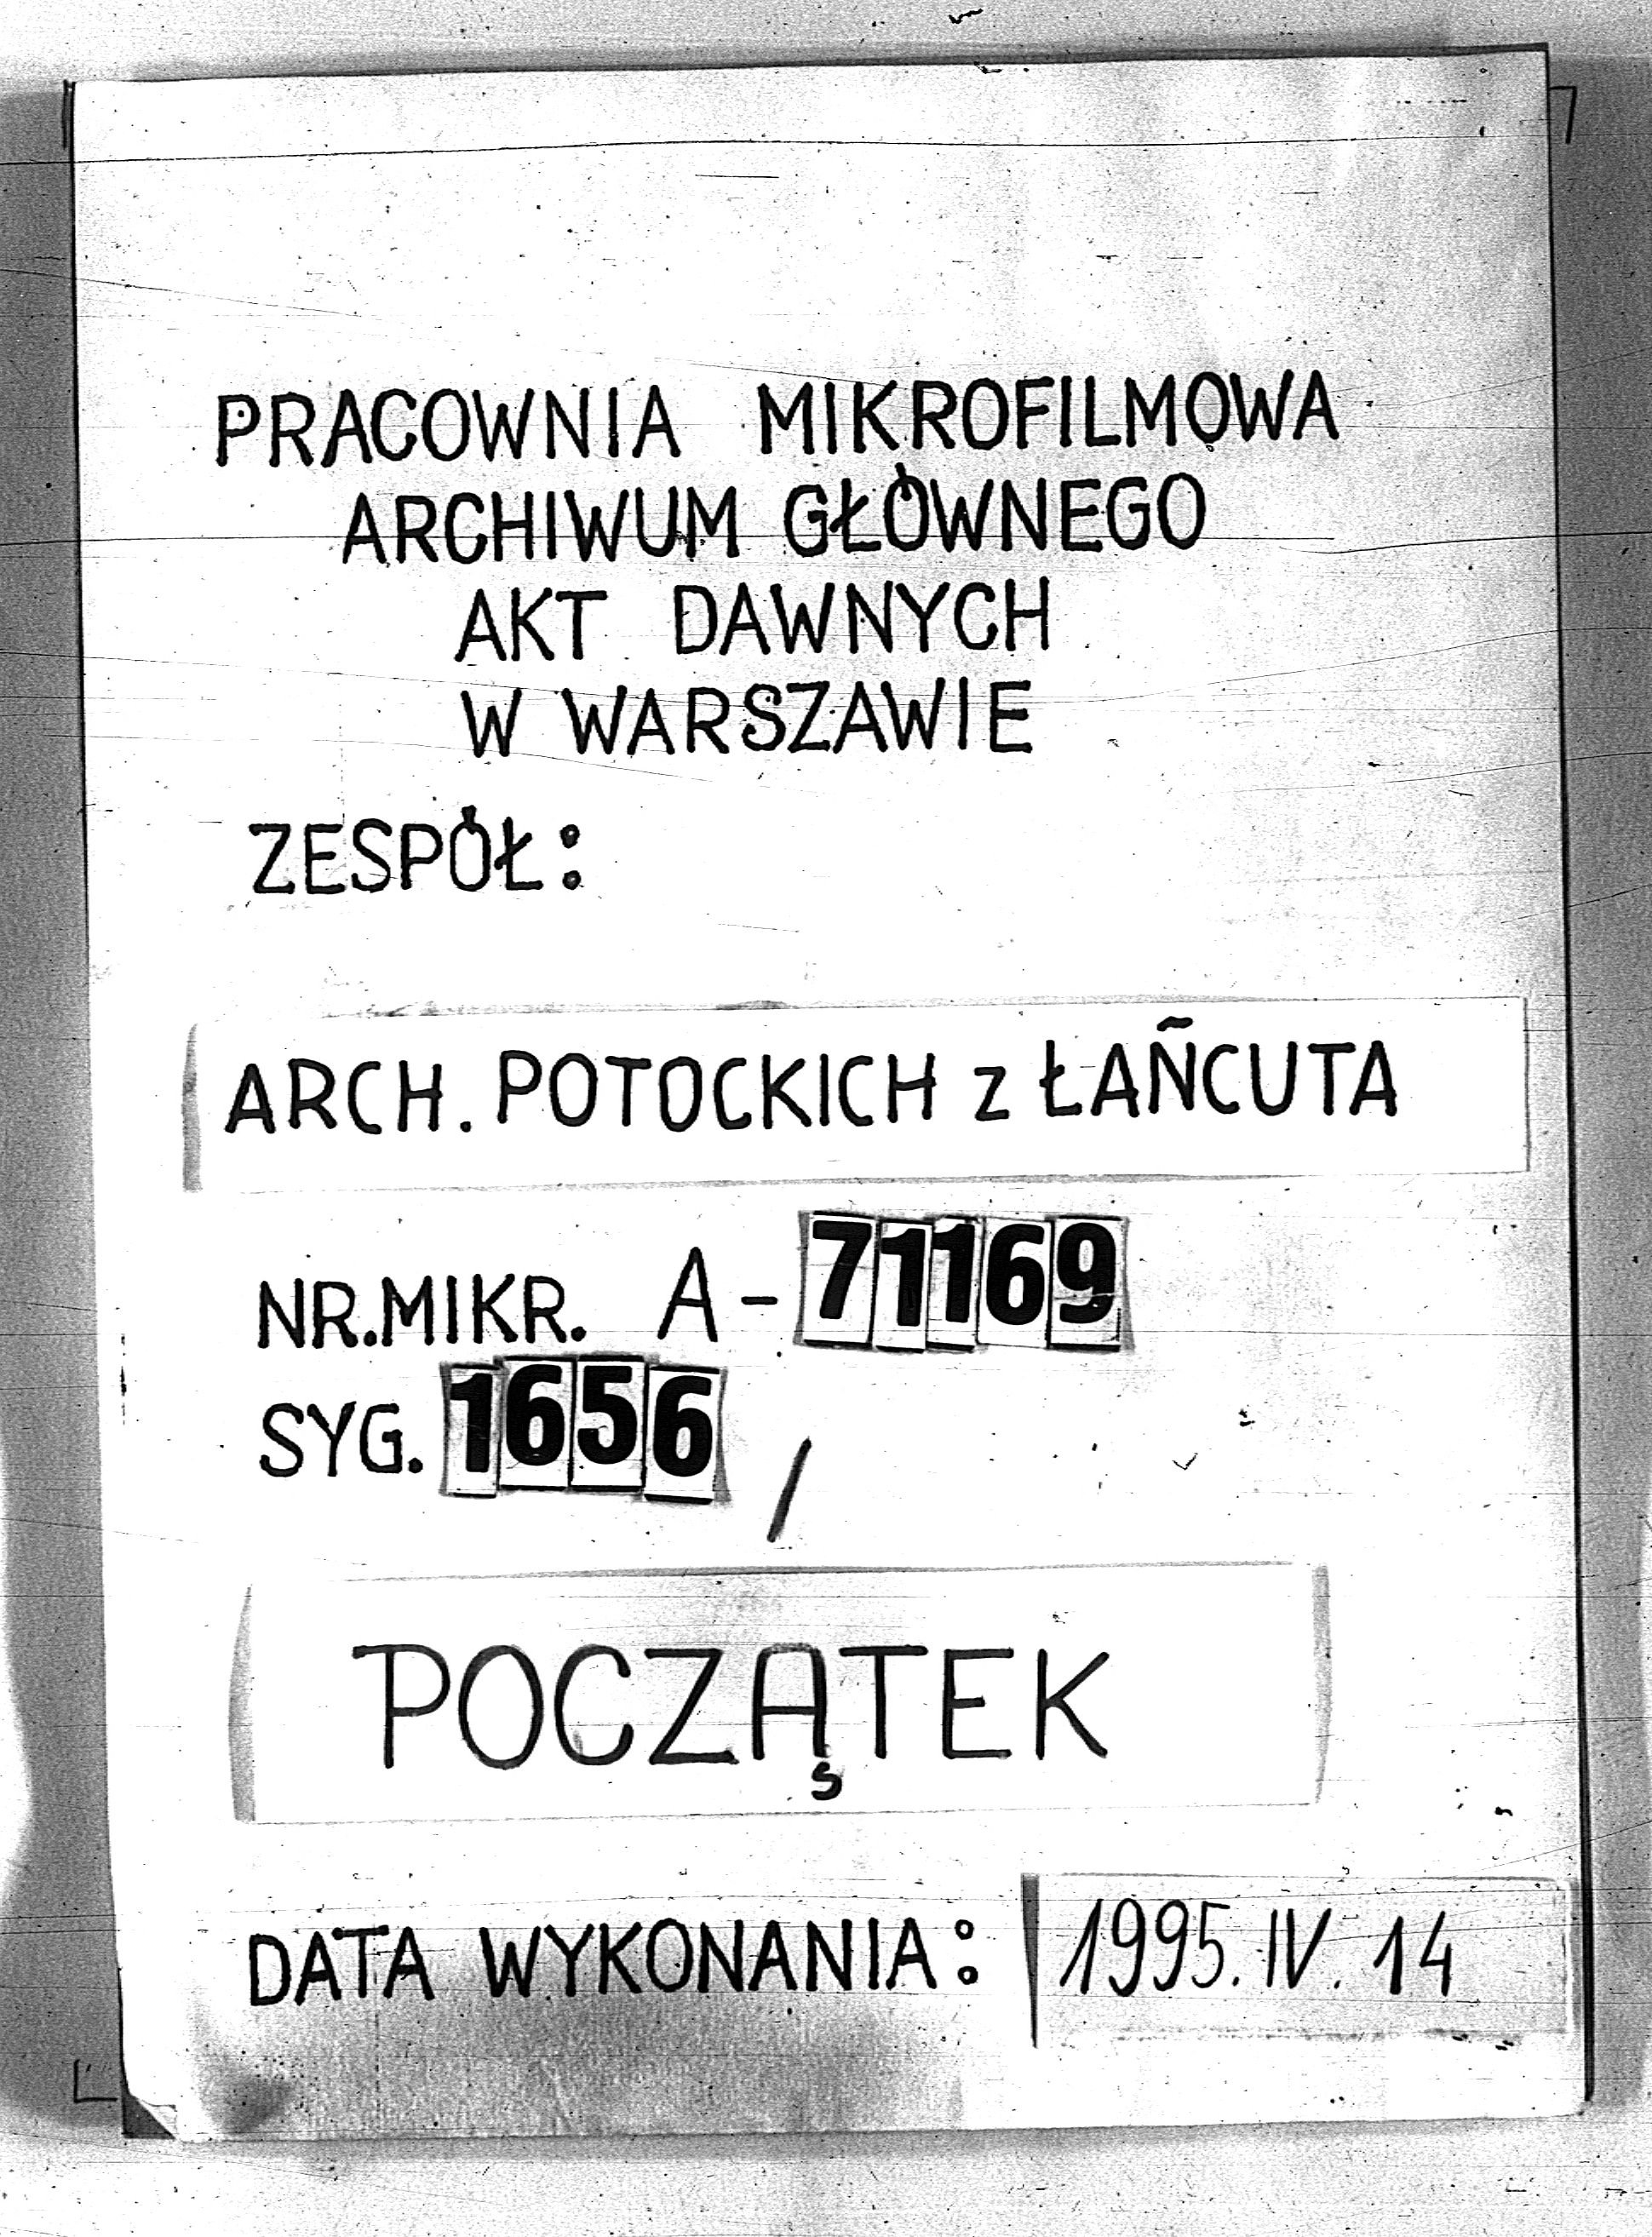 PRACOWNIA MIKROFILMOWA
ARCHIWUM GŁÓWNEGO
AKT DAWNYCH
W WARSZAWIE
ZESPÓŁ:
ARCH. POTOCKICH z ŁAŃCUTA
NR.MIKR. A-71169
SYG. 1656 /
POCZĄTEK
DATA WYKONANIA: 1995.IV.14